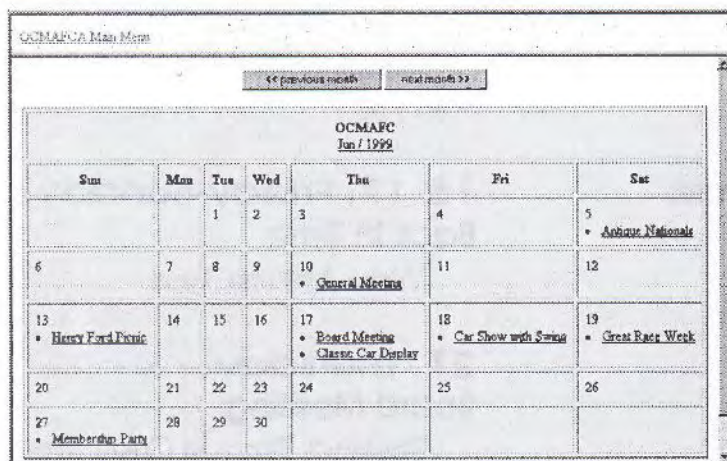 OCMAFCA Main Menu
<< previous month next month >>
OCMAFC
Jun / 1999
Sun Mon Tue Wed Thu Fri Sat
1 2 3 4 5
• Antique Nationals
6 7 8 9 10 11 12
• General Meeting
13 14 15 16 17 18 19
• Henry Ford Picnic • Board Meeting • Car Show with Swing • Great Race Week
• Classic Car Display
20 21 22 23 24 25 26
27 28 29 30
• Membership Party